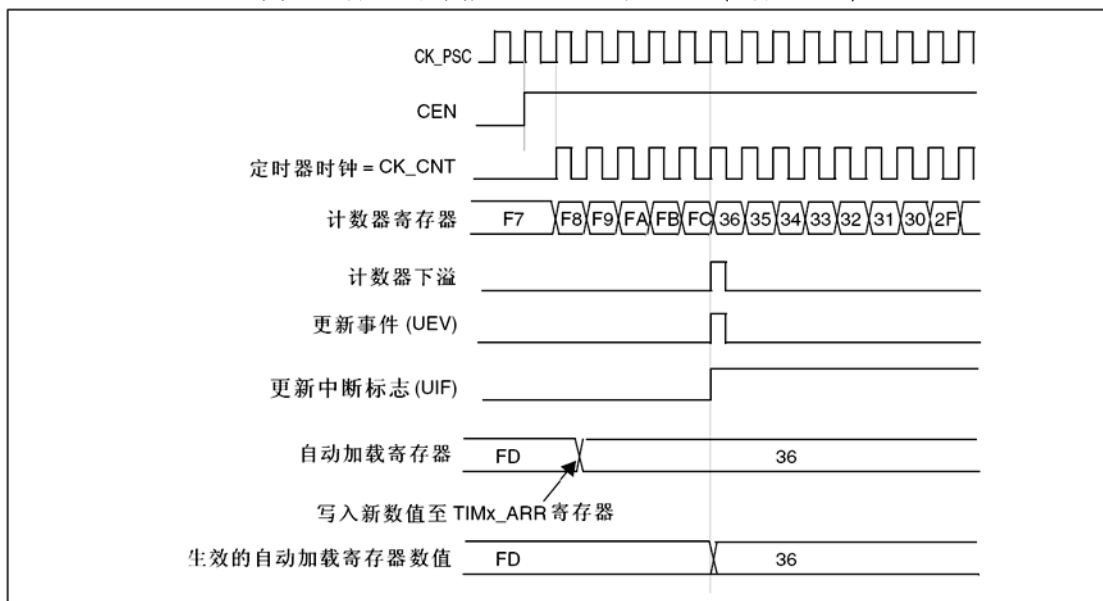 CK_PSC
CEN
定时器时钟 = CK_CNT
计数器寄存器 F7 F8 F9 FA FB FC 36 35 34 33 32 31 30 2F
计数器下溢
更新事件 (UEV)
更新中断标志 (UIF)
自动加载寄存器 FD 36
写入新数值至 TIMx_ARR 寄存器
生效的自动加载寄存器数值 FD 36